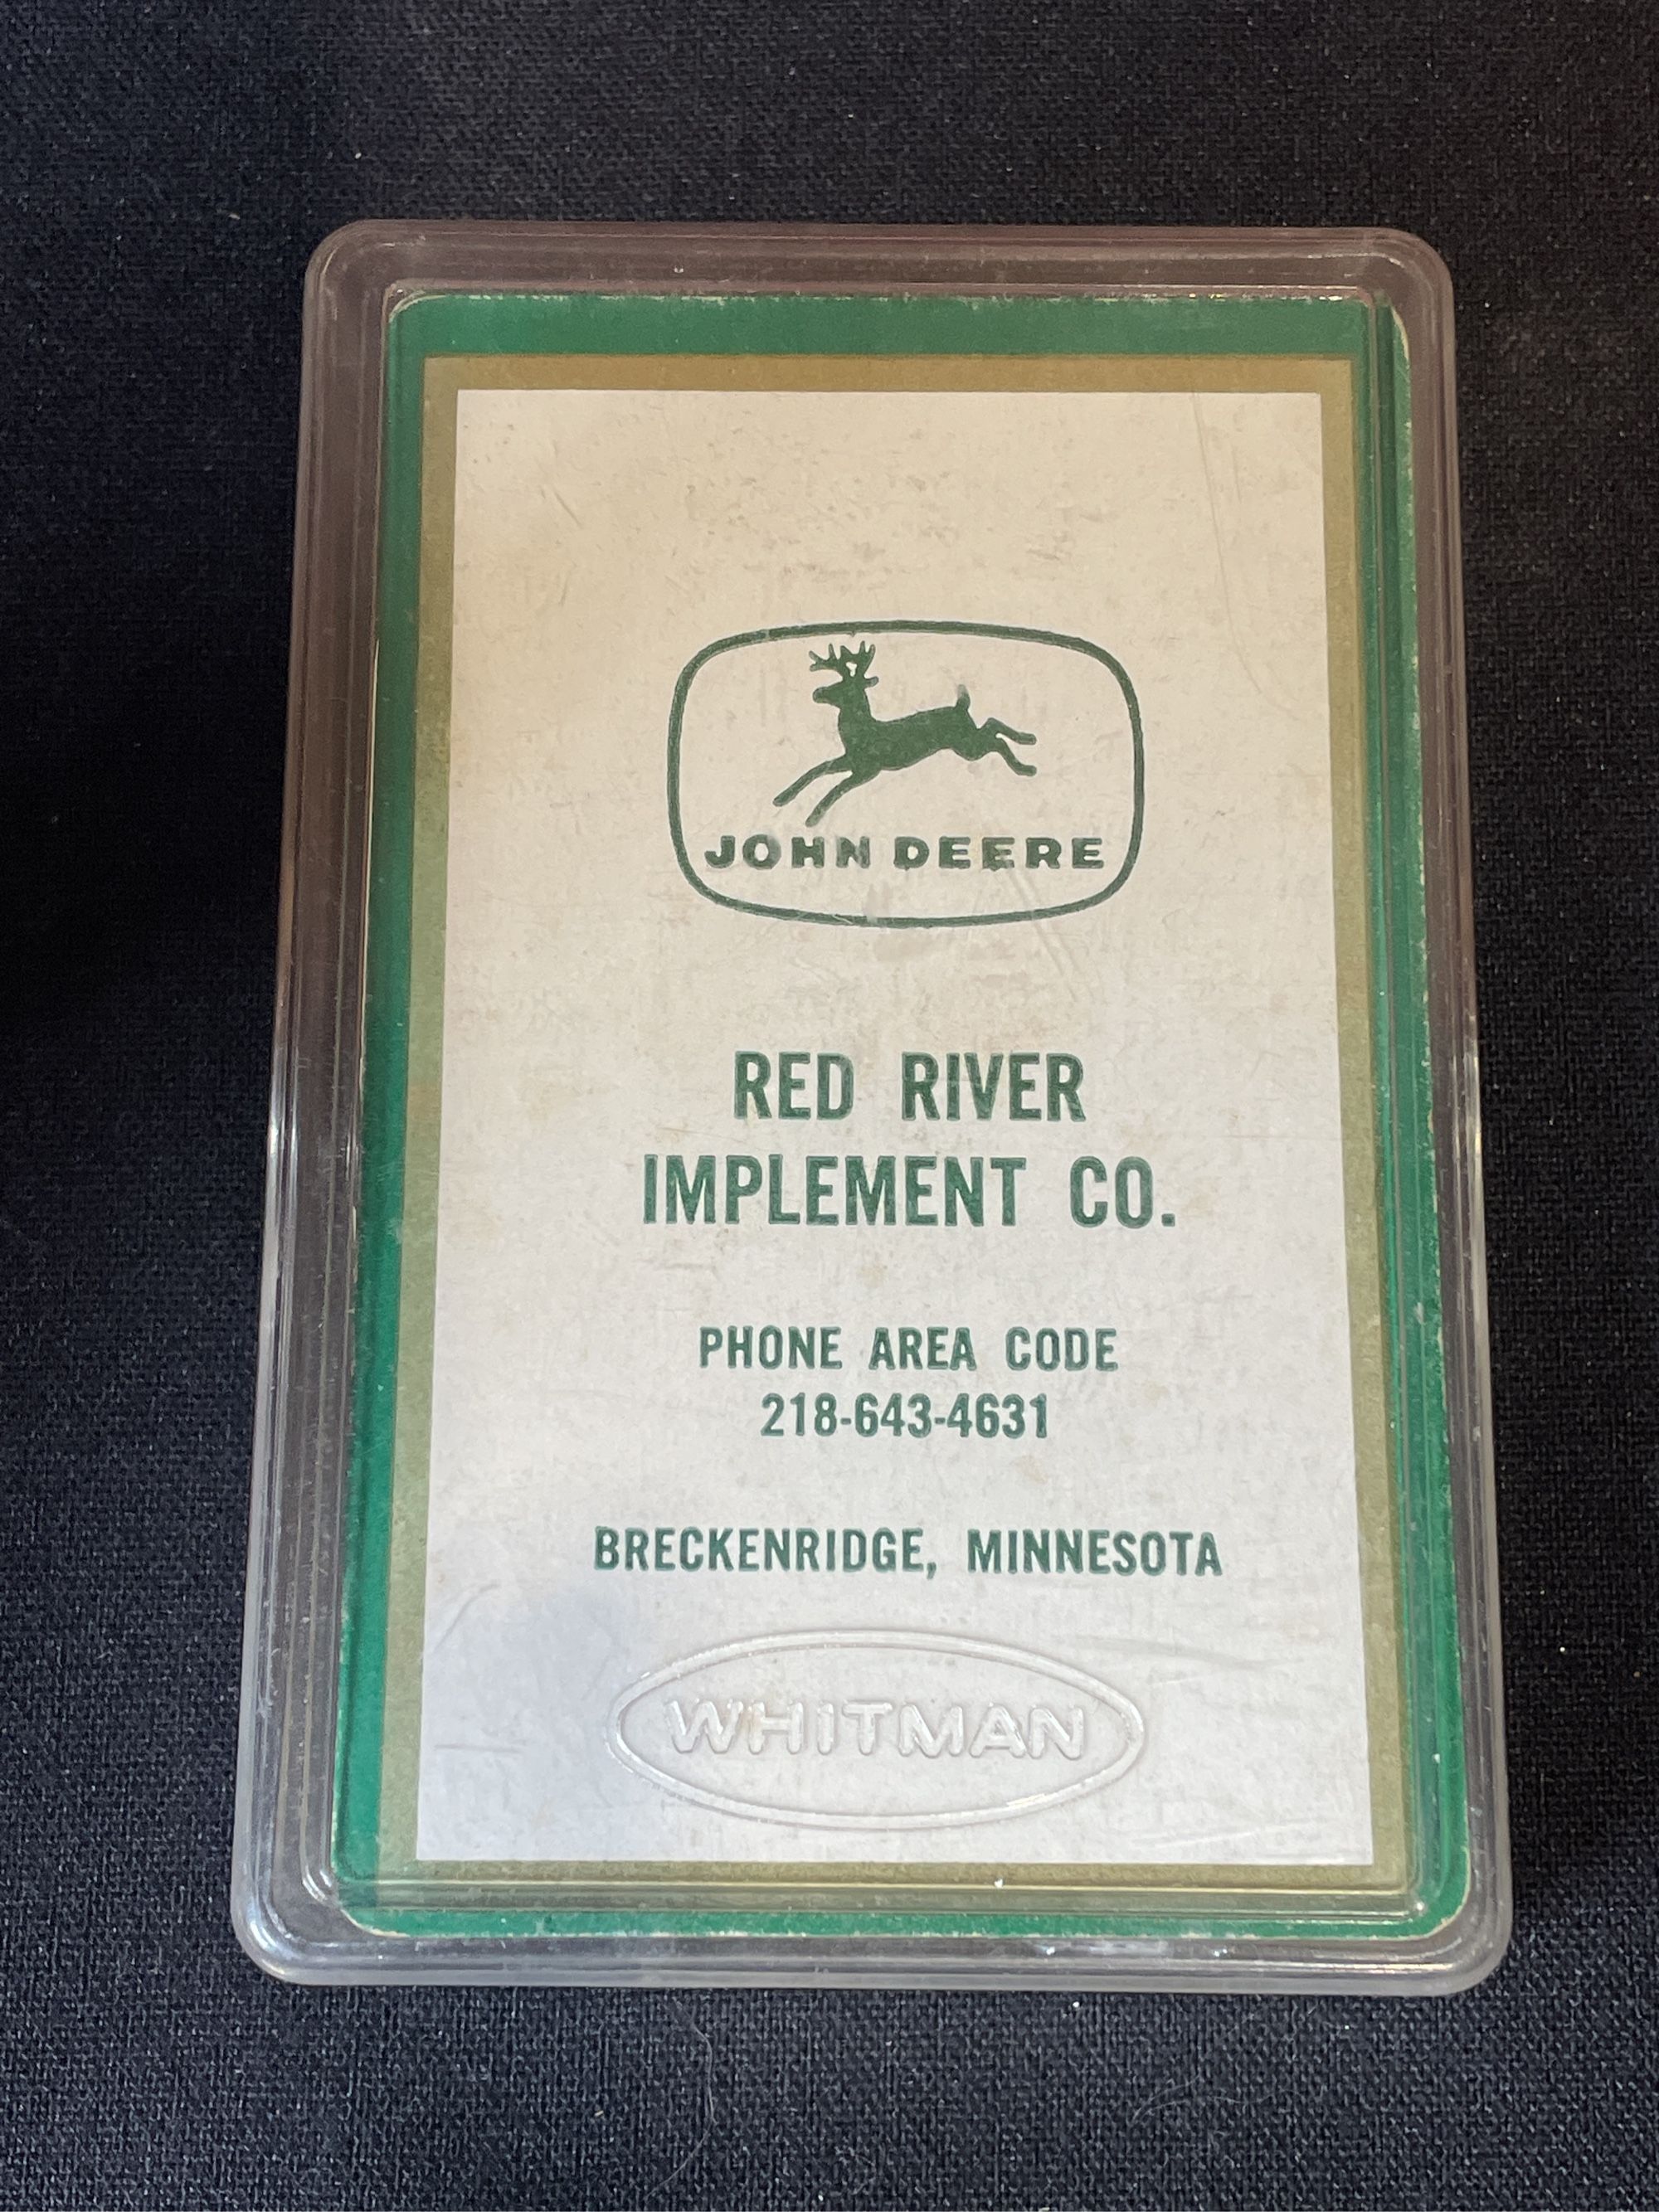 JOHN DEERE
RED RIVER
IMPLEMENT CO.
PHONE AREA CODE
218-643-4631
BRECKENRIDGE, MINNESOTA
WHITMAN